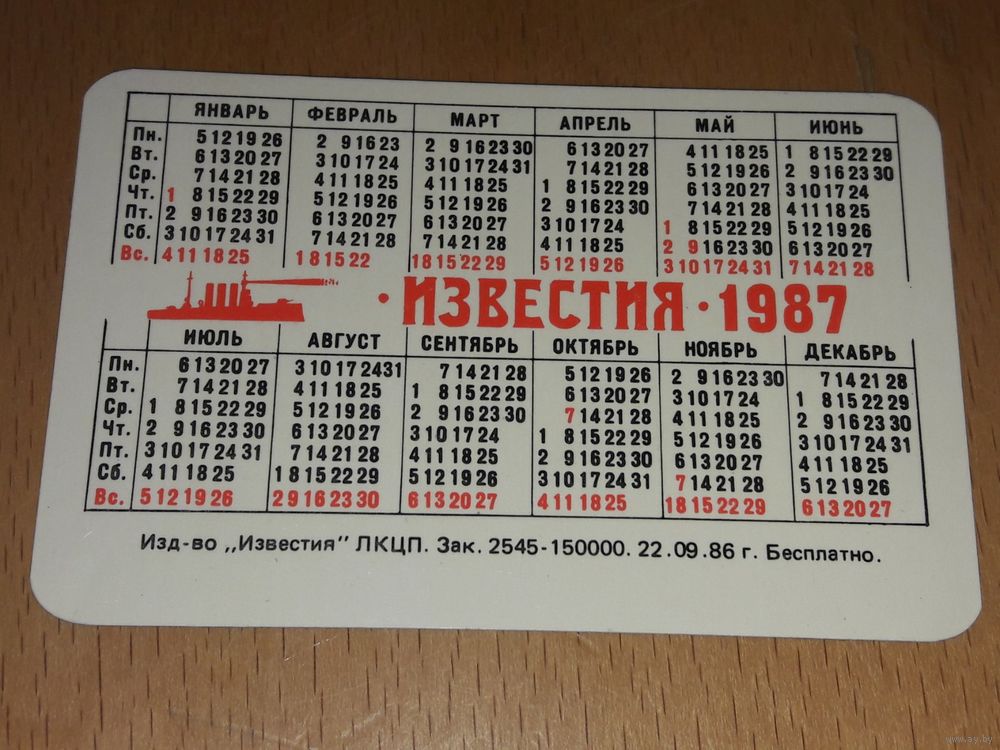 ЯНВАРЬ ФЕВРАЛЬ МАРТ АПРЕЛЬ МАЙ ИЮНЬ
Пн. 5 12 19 26 2 9 16 23 2 9 16 23 30 6 13 20 27 4 11 18 25 1 8 15 22 29
Вт. 6 13 20 27 3 10 17 24 3 10 17 24 31 7 14 21 28 5 12 19 26 2 9 16 23 30
Ср. 7 14 21 28 4 11 18 25 4 11 18 25 1 8 15 22 29 6 13 20 27 3 10 17 24
Чт. 1 8 15 22 29 5 12 19 26 5 12 19 26 2 9 16 23 30 7 14 21 28 4 11 18 25
Пт. 2 9 16 23 30 6 13 20 27 6 13 20 27 3 10 17 24 1 8 15 22 29 5 12 19 26
Сб. 3 10 17 24 31 7 14 21 28 7 14 21 28 4 11 18 25 2 9 16 23 30 6 13 20 27
Вс. 4 11 18 25 1 8 15 22 1 8 15 22 29 5 12 19 26 3 10 17 24 31 7 14 21 28
· ИЗВЕСТИЯ · 1987
ИЮЛЬ АВГУСТ СЕНТЯБРЬ ОКТЯБРЬ НОЯБРЬ ДЕКАБРЬ
Пн. 6 13 20 27 3 10 17 24 31 7 14 21 28 5 12 19 26 2 9 16 23 30 7 14 21 28
Вт. 7 14 21 28 4 11 18 25 1 8 15 22 29 6 13 20 27 3 10 17 24 1 8 15 22 29
Ср. 1 8 15 22 29 5 12 19 26 2 9 16 23 30 7 14 21 28 4 11 18 25 2 9 16 23 30
Чт. 2 9 16 23 30 6 13 20 27 3 10 17 24 1 8 15 22 29 5 12 19 26 3 10 17 24 31
Пт. 3 10 17 24 31 7 14 21 28 4 11 18 25 2 9 16 23 30 6 13 20 27 4 11 18 25
Сб. 4 11 18 25 1 8 15 22 29 5 12 19 26 3 10 17 24 31 7 14 21 28 5 12 19 26
Вс. 5 12 19 26 2 9 16 23 30 6 13 20 27 4 11 18 25 1 8 15 22 29 6 13 20 27
Изд-во „Известия" ЛКЦП. Зак. 2545-150000. 22.09.86 г. Бесплатно.
www.ay.by